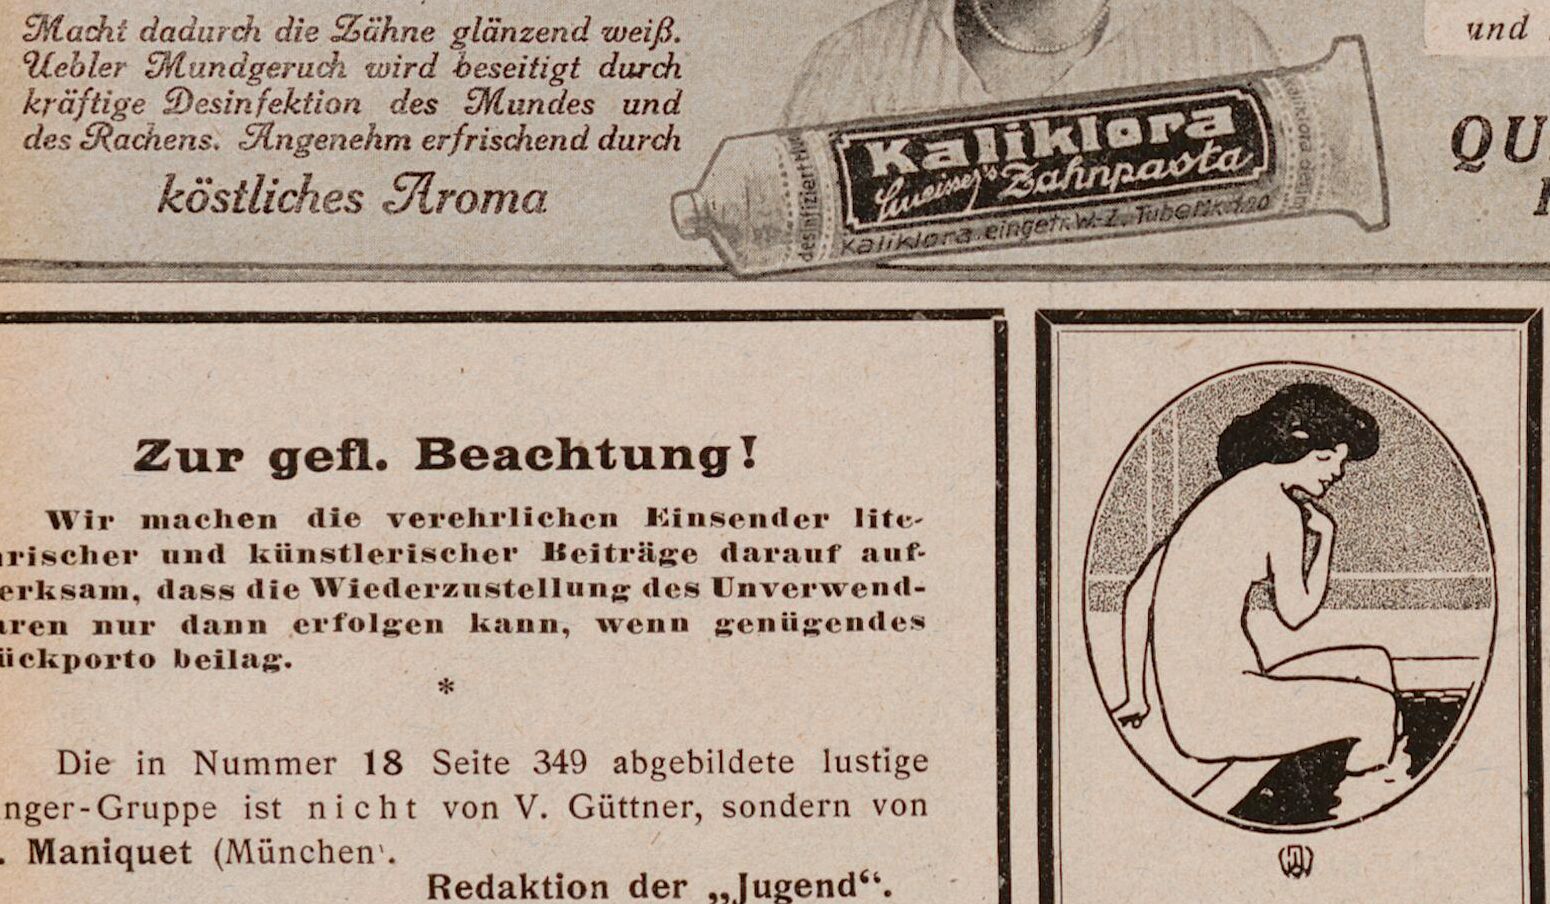 Macht dadurch die Zähne glänzend weiß.
Uebler Mundgeruch wird beseitigt durch
kräftige Desinfektion des Mundes und
des Rachens. Angenehm erfrischend durch
köstliches Aroma
Kaliklora
Zahnpasta
Kaliklora eingetr. W.-Z. Tube
desinfiziert
und
QU
Zur gefl. Beachtung!
Wir machen die verehrlichen Einsender lite-
rischer und künstlerischer Beiträge darauf auf-
erksam, dass die Wiederzustellung des Unverwend-
aren nur dann erfolgen kann, wenn genügendes
ückporto beilag.
*
Die in Nummer 18 Seite 349 abgebildete lustige
nger-Gruppe ist nicht von V. Güttner, sondern von
. Maniquet (München).
Redaktion der „Jugend“.